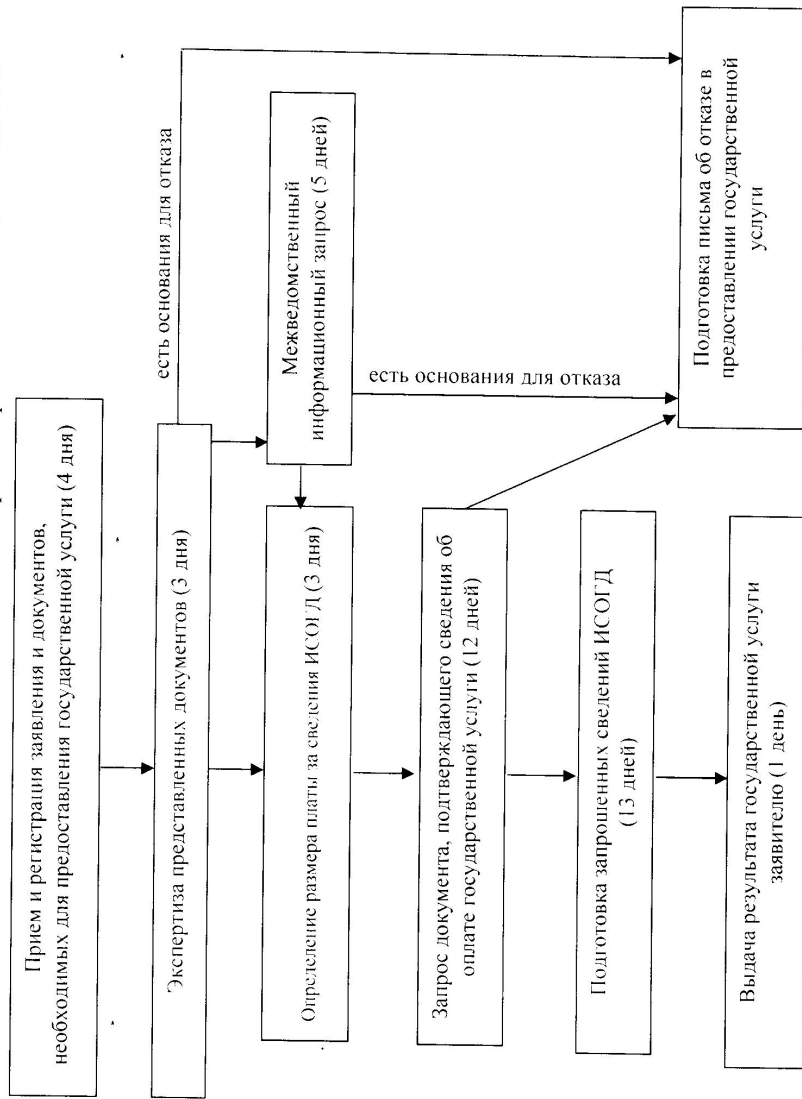 Прием и регистрация заявления и документов,
необходимых для предоставления государственной услуги (4 дня)
Экспертиза представленных документов (3 дня)
есть основания для отказа
Межведомственный
информационный запрос (5 дней)
Определение размера платы за сведения ИСОГД (3 дня)
есть основания для отказа
Запрос документа, подтверждающего сведения об
оплате государственной услуги (12 дней)
Подготовка запрошенных сведений ИСОГД
(13 дней)
Подготовка письма об отказе в
предоставлении государственной
услуги
Выдача результата государственной услуги
заявителю (1 день)